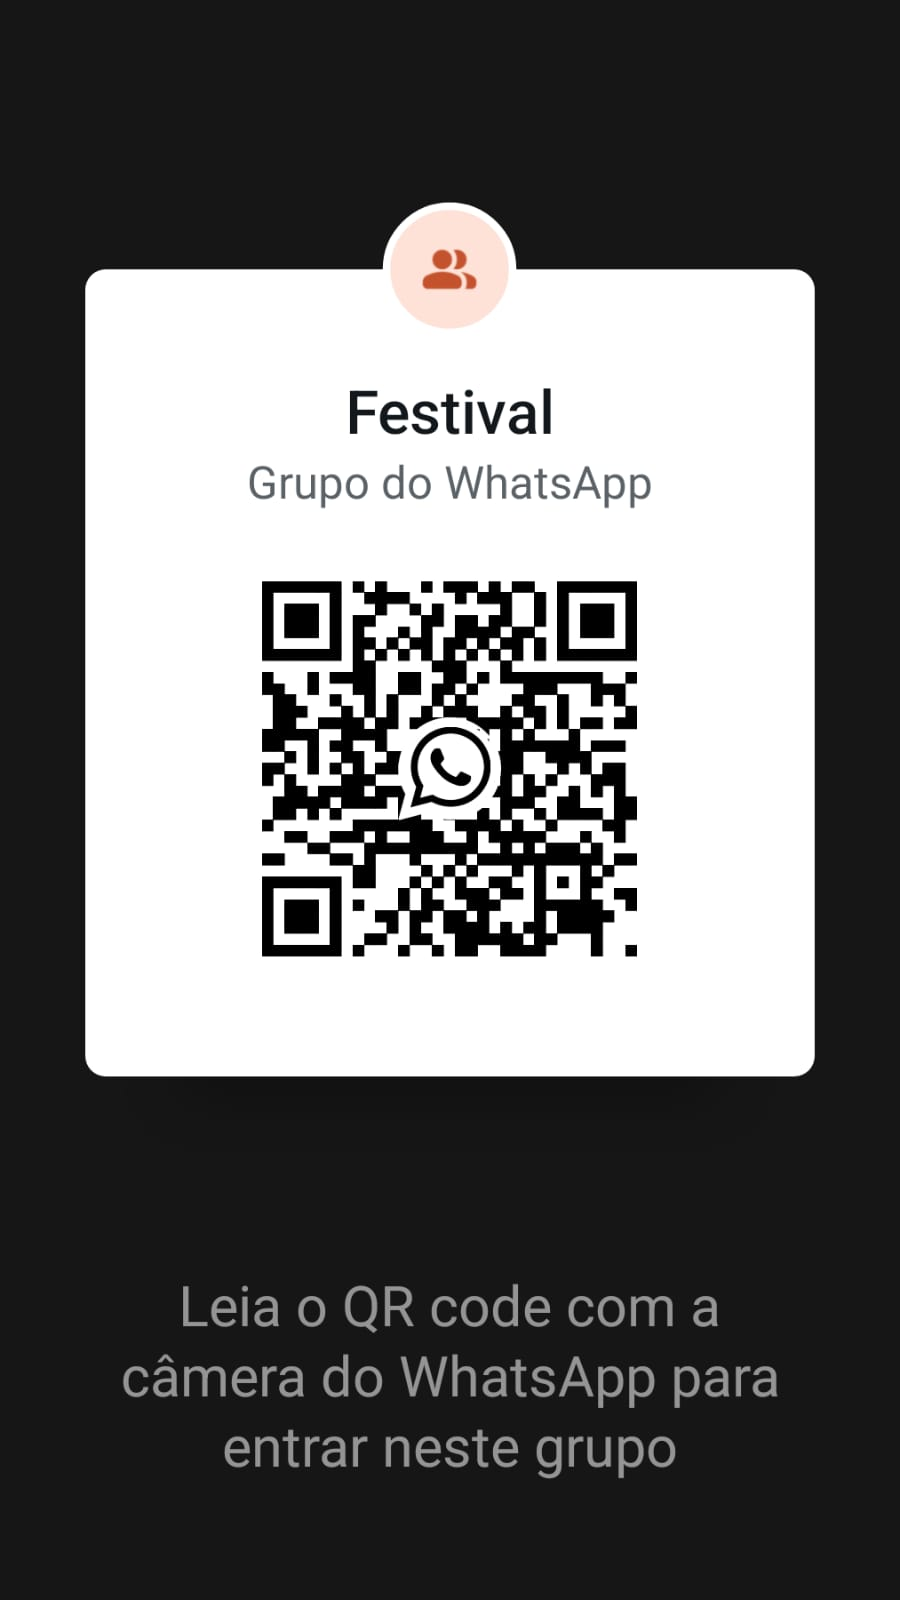 Festival
Grupo do WhatsApp
Leia o QR code com a
câmera do WhatsApp para
entrar neste grupo